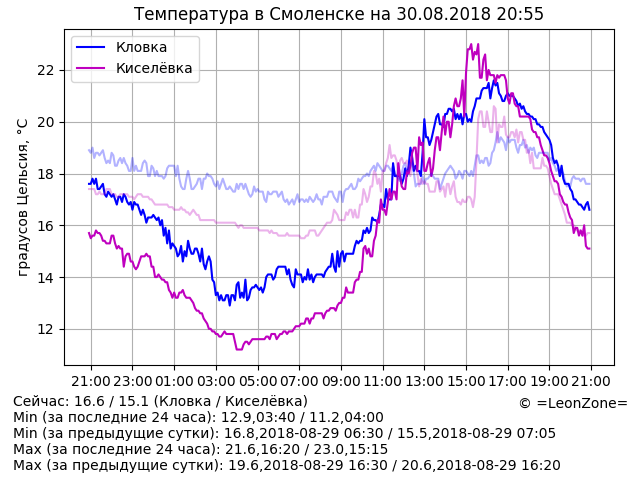 Температура в Смоленске на 30.08.2018 20:55
Кловка
Киселёвка
градусов Цельсия, °C
22
20
18
16
14
12
21:00 23:00 01:00 03:00 05:00 07:00 09:00 11:00 13:00 15:00 17:00 19:00 21:00
Сейчас: 16.6 / 15.1 (Кловка / Киселёвка)
© =LeonZone=
Min (за последние 24 часа): 12.9,03:40 / 11.2,04:00
Min (за предыдущие сутки): 16.8,2018-08-29 06:30 / 15.5,2018-08-29 07:05
Max (за последние 24 часа): 21.6,16:20 / 23.0,15:15
Max (за предыдущие сутки): 19.6,2018-08-29 16:30 / 20.6,2018-08-29 16:20